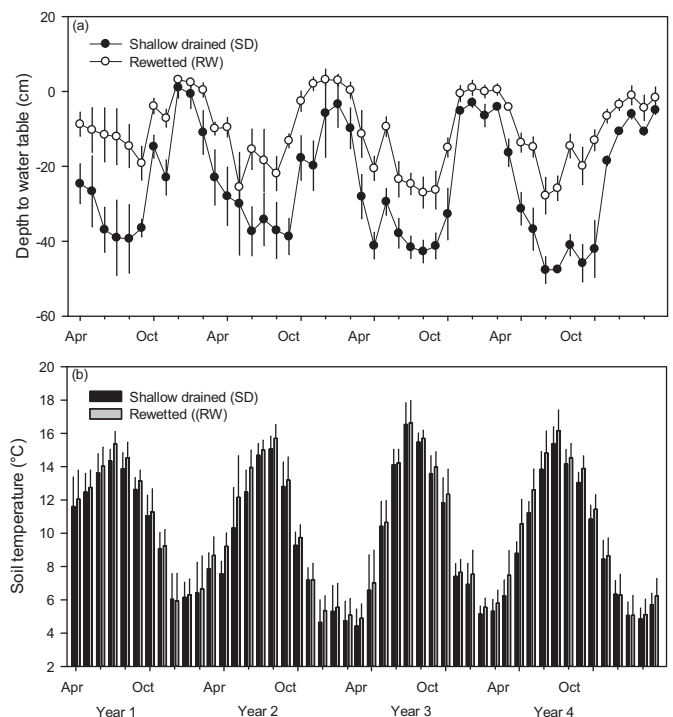 20
(a)
Shallow drained (SD)
Rewetted (RW)
0
-20
-40
-60
Depth to water table (cm)
Apr Oct Apr Oct Apr Oct Apr Oct
20
(b)
Shallow drained (SD)
Rewetted ((RW)
18
16
14
12
10
8
6
4
2
Soil temperature (°C)
Apr Oct Apr Oct Apr Oct Apr Oct
Year 1 Year 2 Year 3 Year 4